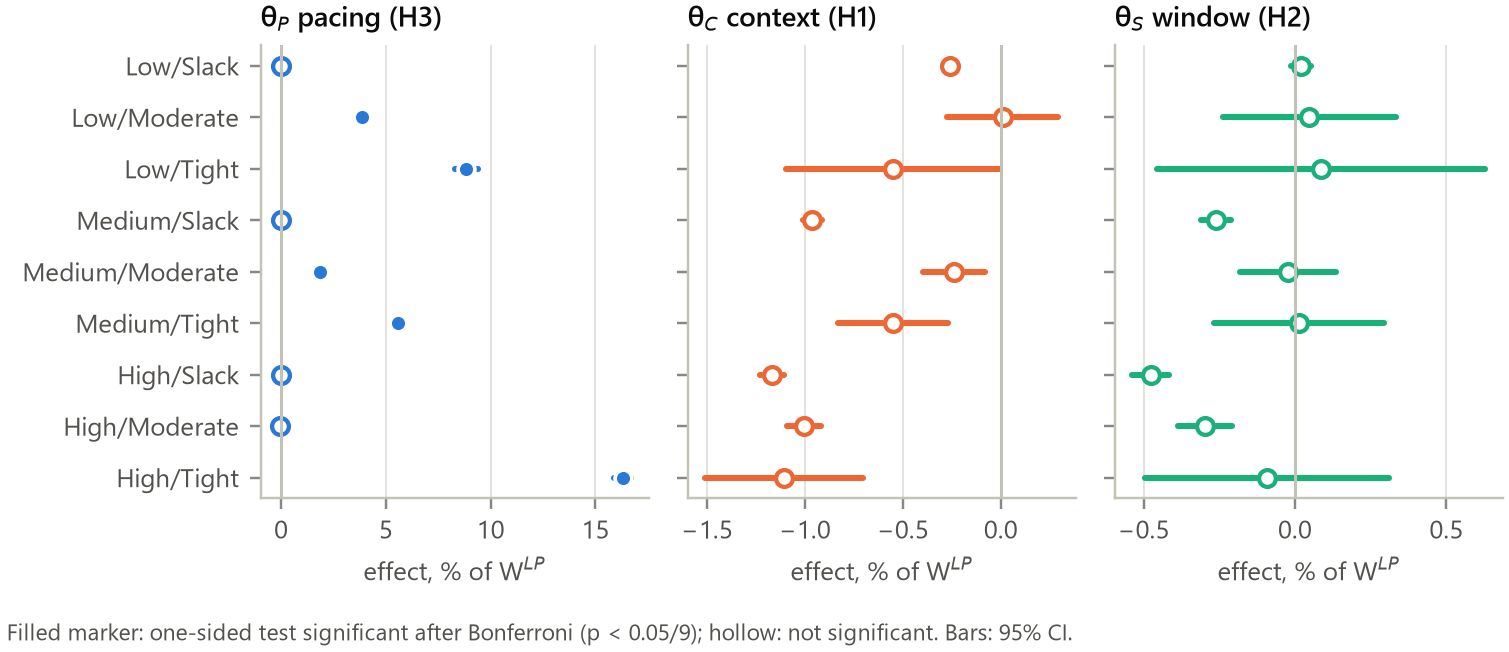 θP pacing (H3)
θC context (H1)
θS window (H2)
Low/Slack
Low/Moderate
Low/Tight
Medium/Slack
Medium/Moderate
Medium/Tight
High/Slack
High/Moderate
High/Tight
0 5 10 15
−1.5 −1.0 −0.5 0.0
−0.5 0.0 0.5
effect, % of W^LP
effect, % of W^LP
effect, % of W^LP
Filled marker: one-sided test significant after Bonferroni (p < 0.05/9); hollow: not significant. Bars: 95% CI.